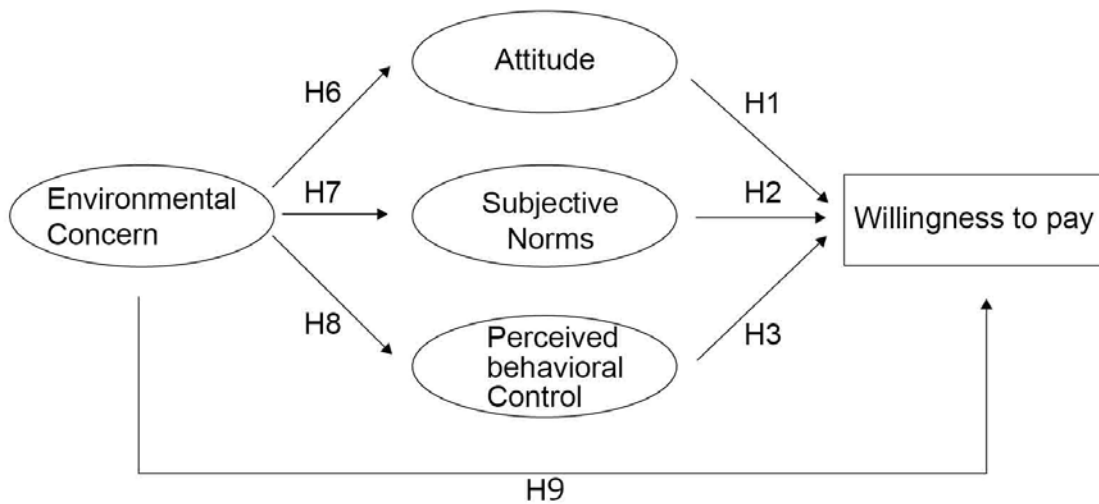 Attitude
H6
H1
Environmental
Concern
H7
Subjective
Norms
H2
Willingness to pay
H8
Perceived
behavioral
Control
H3
H9